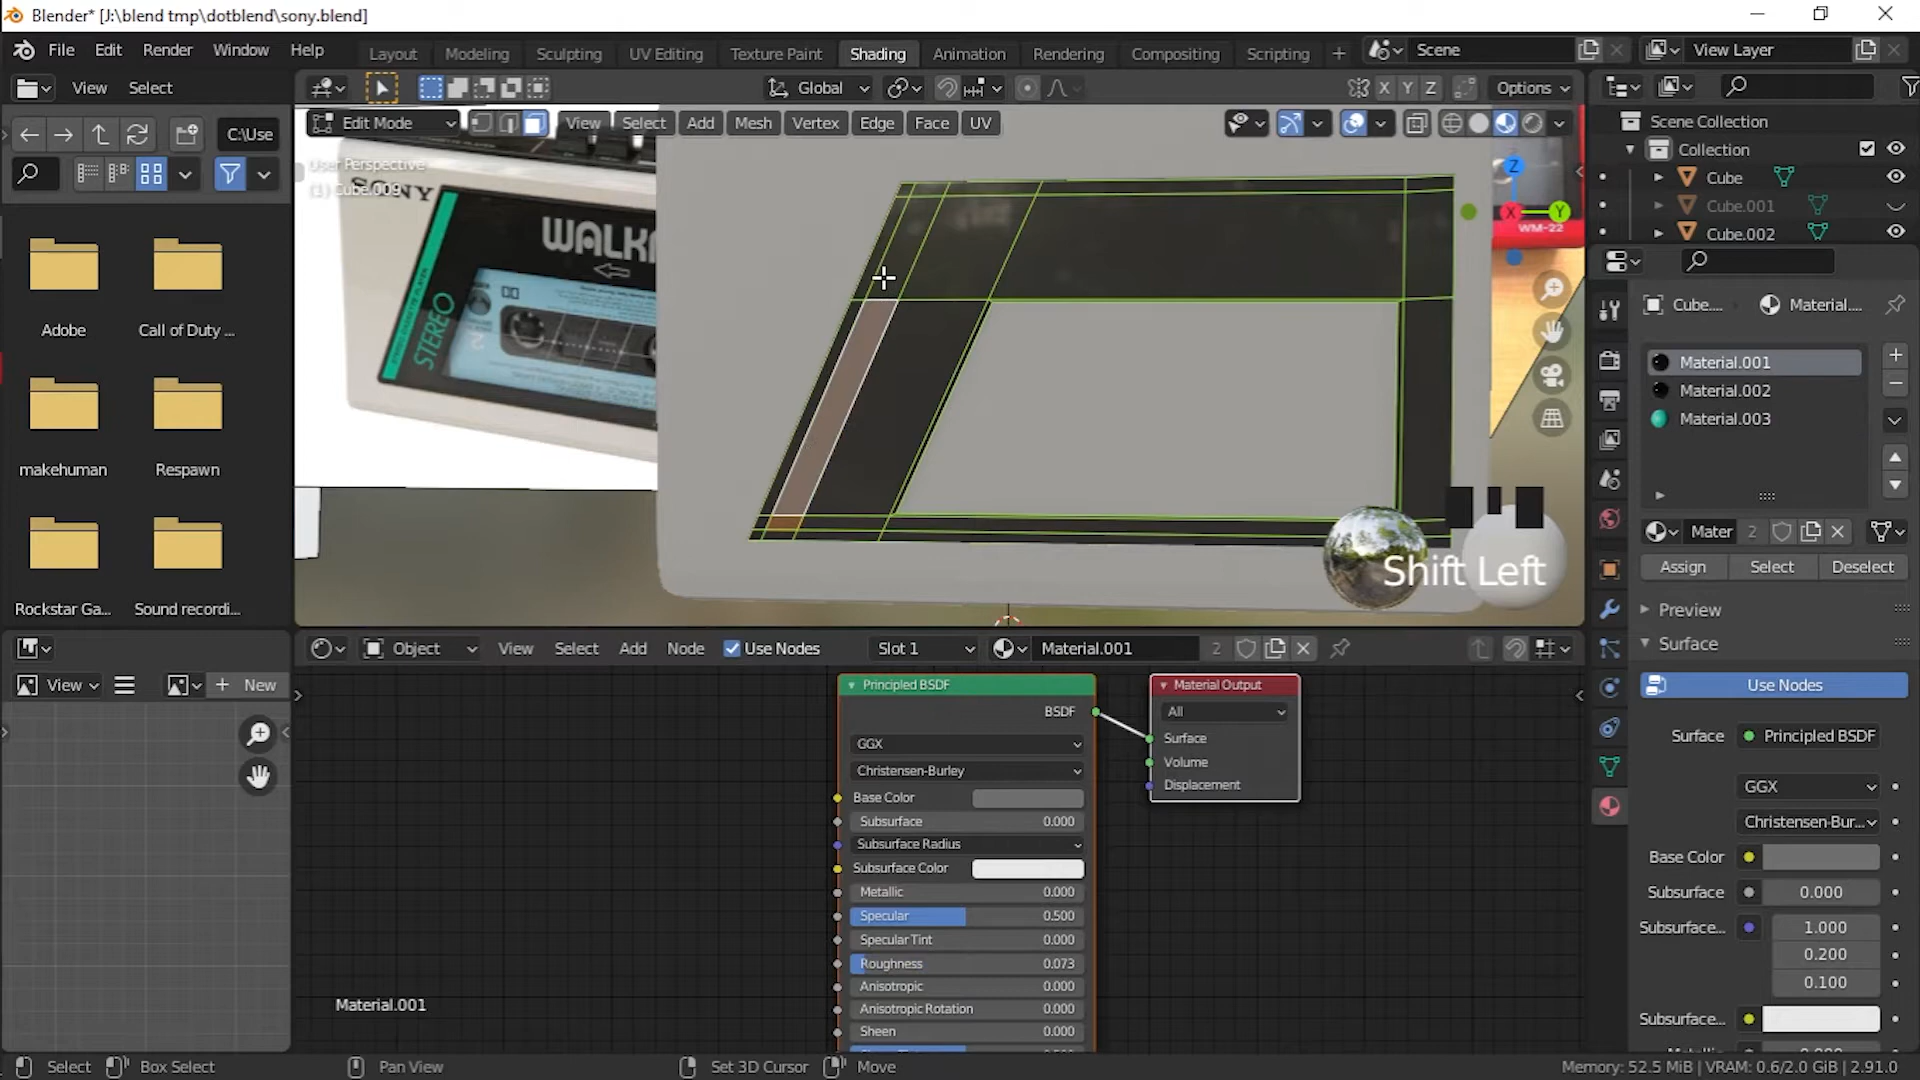 Blender* [J:\blend tmp\dotblend\sony.blend]
File Edit Render Window Help
Layout Modeling Sculpting UV Editing Texture Paint Shading Animation Rendering Compositing Scripting +
Scene
View Layer
View Select
Global
X Y Z
Options
C:\Use
Edit Mode
View Select Add Mesh Vertex Edge Face UV
User Perspective
(1) Cube.009
SONY
WALK
STEREO
Z
X Y
WM-22
Adobe
Call of Duty ...
makehuman
Respawn
Rockstar Ga...
Sound recordi...
Shift Left
Scene Collection
Collection
Cube
Cube.001
Cube.002
Cube....
Material....
Material.001
Material.002
Material.003
Mater 2
Assign Select Deselect
Preview
Surface
Use Nodes
Surface Principled BSDF
GGX
Christensen-Bur...
Base Color
Subsurface 0.000
Subsurface... 1.000
0.200
0.100
Subsurface...
View
+ New
Object
View Select Add Node
Use Nodes
Slot 1
Material.001
2
Principled BSDF
BSDF
GGX
Christensen-Burley
Base Color
Subsurface 0.000
Subsurface Radius
Subsurface Color
Metallic 0.000
Specular 0.500
Specular Tint 0.000
Roughness 0.073
Anisotropic 0.000
Anisotropic Rotation 0.000
Sheen 0.000
Material Output
All
Surface
Volume
Displacement
Material.001
Select
Box Select
Pan View
Set 3D Cursor
Move
Memory: 52.5 MiB | VRAM: 0.6/2.0 GiB | 2.91.0